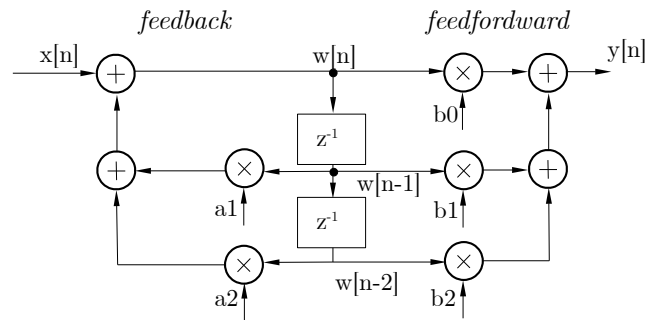 feedback feedfordward
x[n] w[n] y[n]
+ × +
b0
z⁻¹
+ × × +
w[n-1]
a1 b1
z⁻¹
× ×
w[n-2]
a2 b2